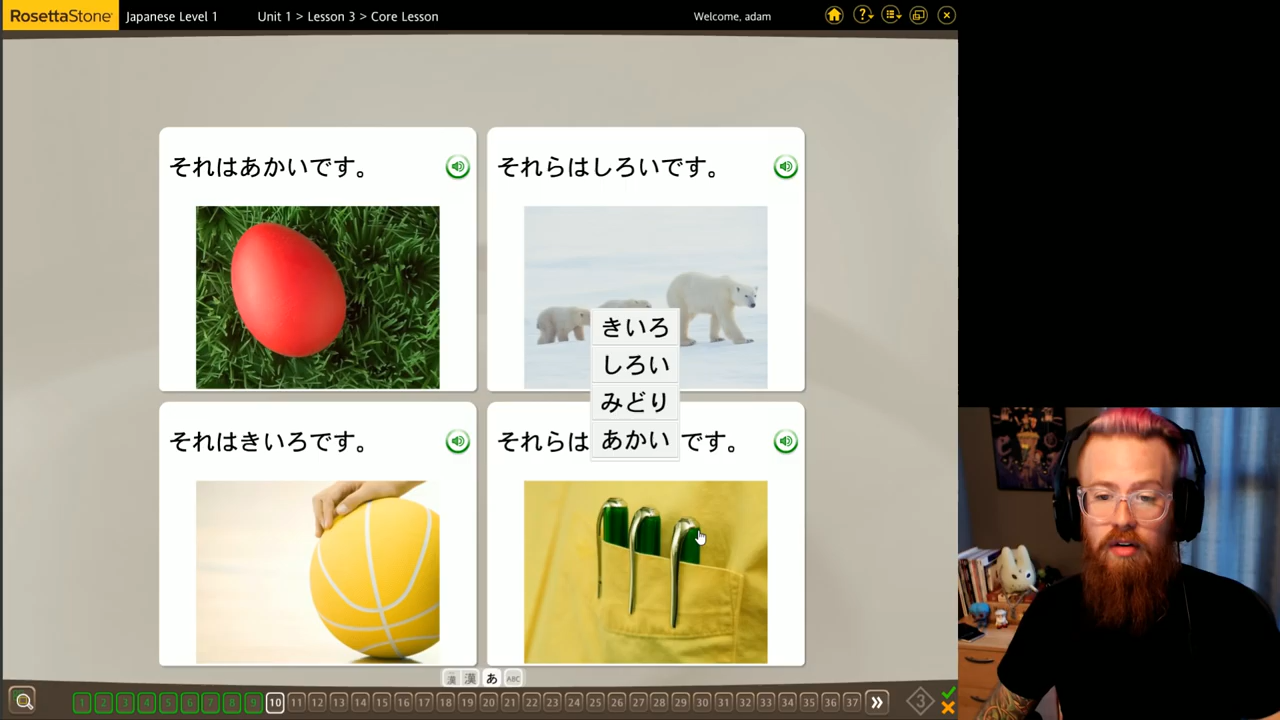 RosettaStone
Japanese Level 1
Unit 1 > Lesson 3 > Core Lesson
Welcome, adam
それはあかいです。
それらはしろいです。
きいろ
しろい
みどり
あかい
それはきいろです。
それらは です。
漢 漢 あ ABC
1 2 3 4 5 6 7 8 9 10 11 12 13 14 15 16 17 18 19 20 21 22 23 24 25 26 27 28 29 30 31 32 33 34 35 36 37
3